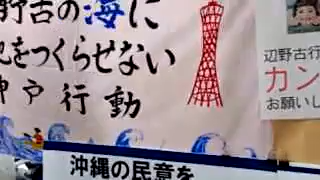 野古の海に
をつくらせない
神戸行動
辺野古行
カン
お願いし
沖縄の民意を